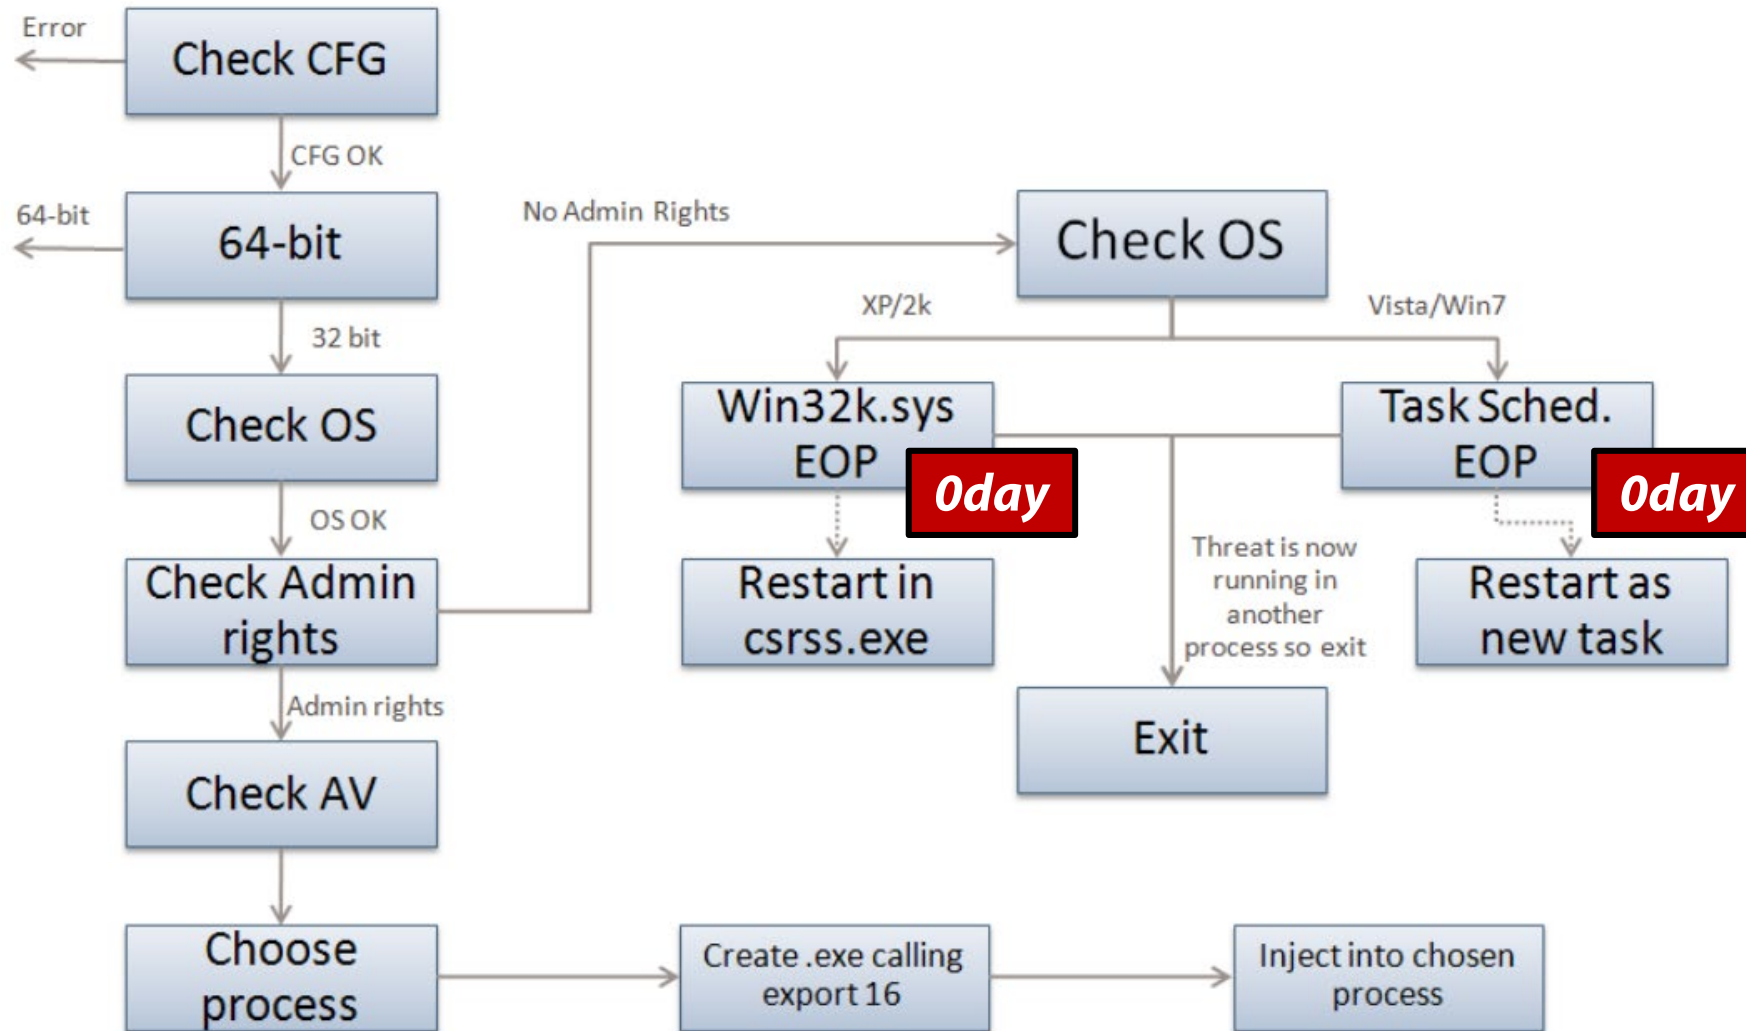 Error
Check CFG
CFG OK
64-bit
64-bit
No Admin Rights
Check OS
XP/2k
Vista/Win7
32 bit
Check OS
Win32k.sys
EOP
0day
Task Sched.
EOP
0day
OS OK
Check Admin
rights
Restart in
csrss.exe
Threat is now
running in
another
process so exit
Restart as
new task
Admin rights
Exit
Check AV
Choose
process
Create .exe calling
export 16
Inject into chosen
process